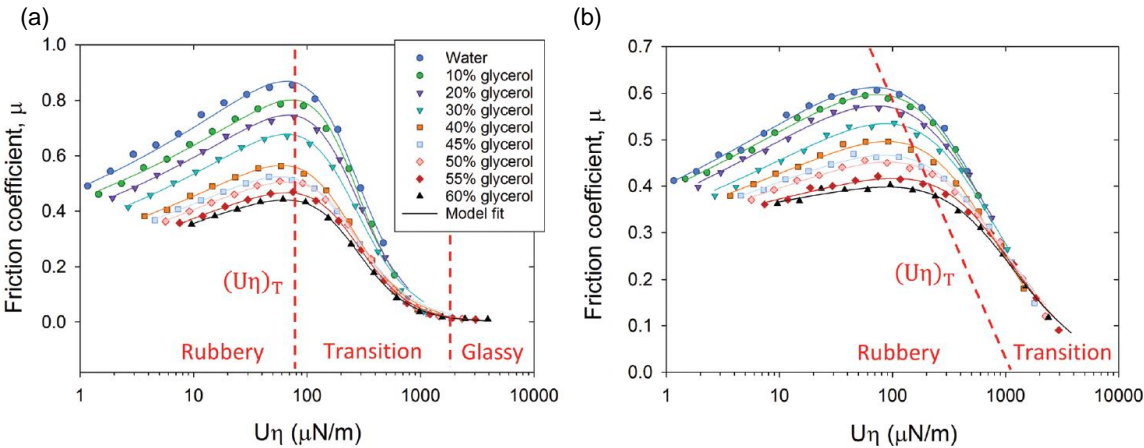 (a)
(b)
Friction coefficient, μ
1.0
0.8
0.6
0.4
0.2
0.0
Water
10% glycerol
20% glycerol
30% glycerol
40% glycerol
45% glycerol
50% glycerol
55% glycerol
60% glycerol
Model fit
(Uη)T
Rubbery
Transition
Glassy
1
10
100
1000
10000
Uη (μN/m)
Friction coefficient, μ
0.7
0.6
0.5
0.4
0.3
0.2
0.1
0.0
(Uη)T
Rubbery
Transition
1
10
100
1000
10000
Uη (μN/m)